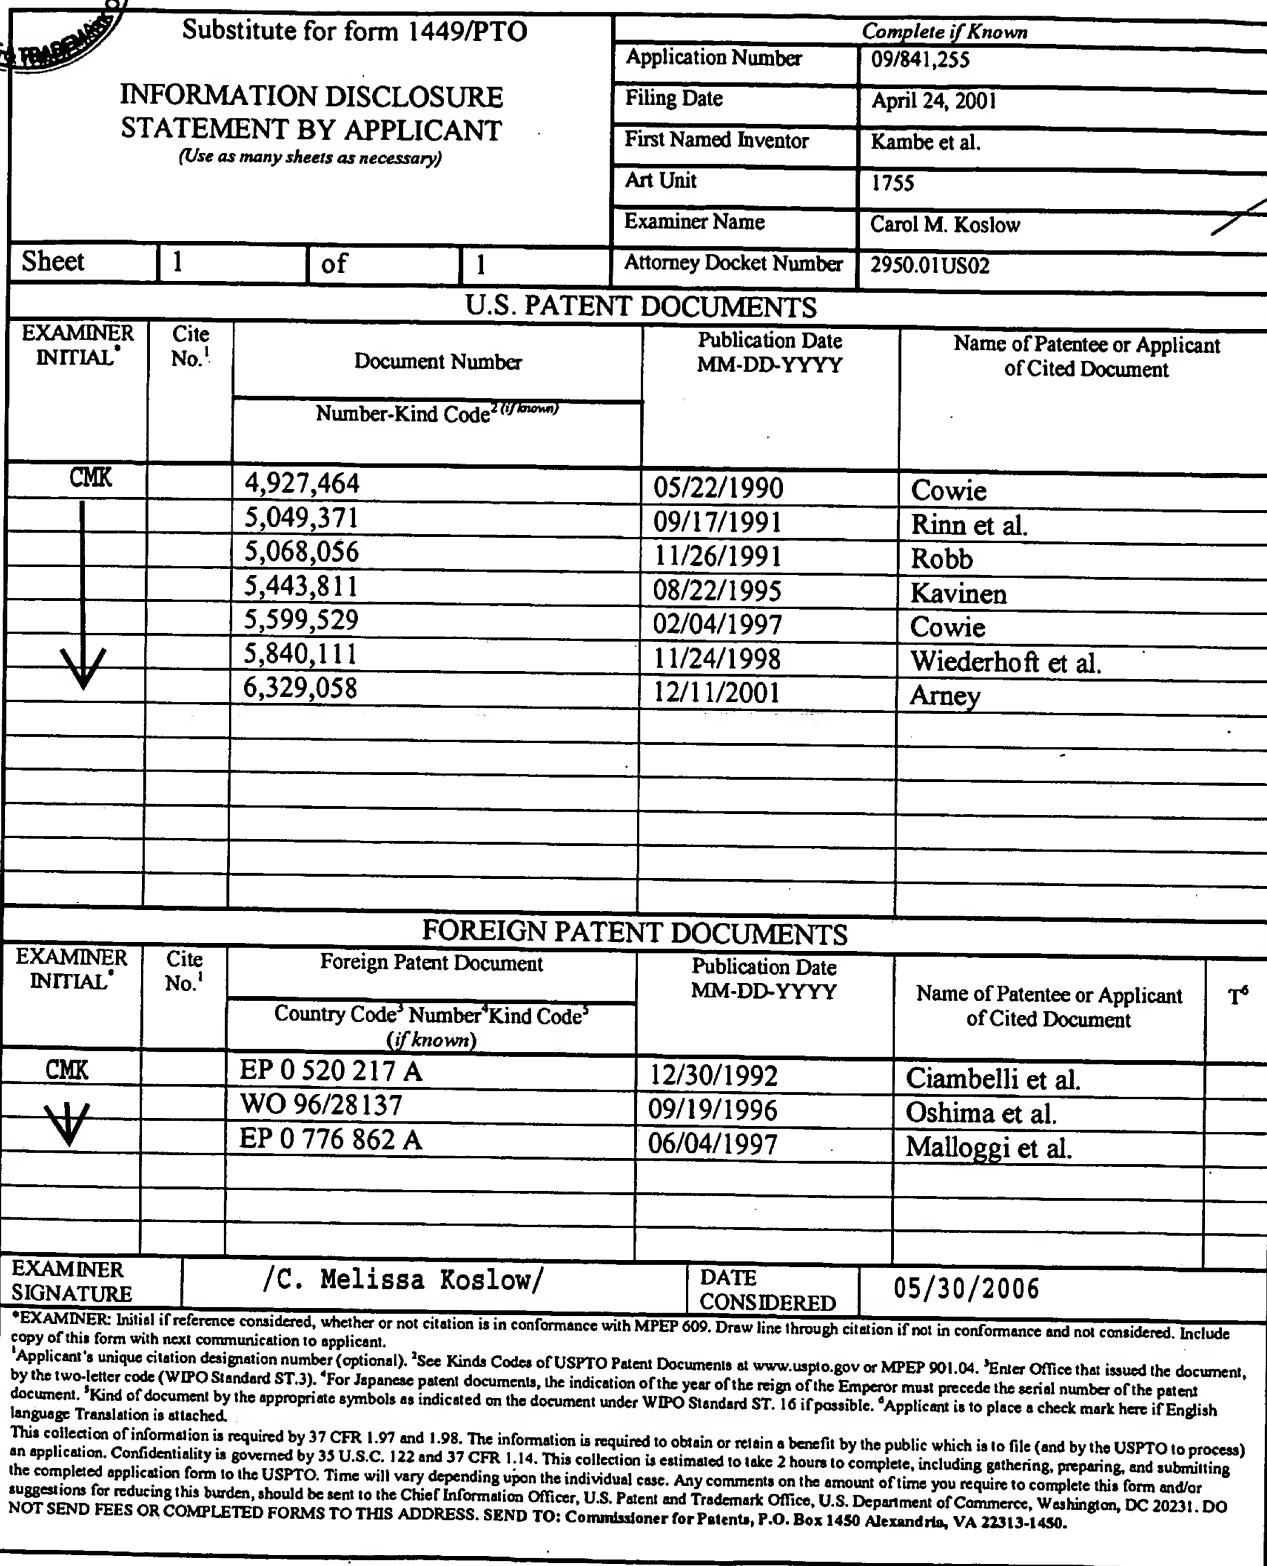 TRADEMARK
Substitute for form 1449/PTO
INFORMATION DISCLOSURE
STATEMENT BY APPLICANT
(Use as many sheets as necessary)
Complete if Known
Application Number 09/841,255
Filing Date April 24, 2001
First Named Inventor Kambe et al.
Art Unit 1755
Examiner Name Carol M. Koslow
Sheet 1 of 1 Attorney Docket Number 2950.01US02
U.S. PATENT DOCUMENTS
EXAMINER INITIAL* Cite No.¹ Document Number Publication Date MM-DD-YYYY Name of Patentee or Applicant of Cited Document
Number-Kind Code² (if known)
CMK 4,927,464 05/22/1990 Cowie
5,049,371 09/17/1991 Rinn et al.
5,068,056 11/26/1991 Robb
5,443,811 08/22/1995 Kavinen
5,599,529 02/04/1997 Cowie
5,840,111 11/24/1998 Wiederhoft et al.
6,329,058 12/11/2001 Arney
FOREIGN PATENT DOCUMENTS
EXAMINER INITIAL* Cite No.¹ Foreign Patent Document Publication Date MM-DD-YYYY Name of Patentee or Applicant of Cited Document T⁶
Country Code³ Number⁴Kind Code⁵ (if known)
CMK EP 0 520 217 A 12/30/1992 Ciambelli et al.
WO 96/28137 09/19/1996 Oshima et al.
EP 0 776 862 A 06/04/1997 Malloggi et al.
EXAMINER SIGNATURE /C. Melissa Koslow/ DATE CONSIDERED 05/30/2006
*EXAMINER: Initial if reference considered, whether or not citation is in conformance with MPEP 609. Draw line through citation if not in conformance and not considered. Include
copy of this form with next communication to applicant.
¹Applicant's unique citation designation number (optional). ²See Kinds Codes of USPTO Patent Documents at www.uspto.gov or MPEP 901.04. ³Enter Office that issued the document,
by the two-letter code (WIPO Standard ST.3). ⁴For Japanese patent documents, the indication of the year of the reign of the Emperor must precede the serial number of the patent
document. ⁵Kind of document by the appropriate symbols as indicated on the document under WIPO Standard ST. 16 if possible. ⁶Applicant is to place a check mark here if English
language Translation is attached.
This collection of information is required by 37 CFR 1.97 and 1.98. The information is required to obtain or retain a benefit by the public which is to file (and by the USPTO to process)
an application. Confidentiality is governed by 35 U.S.C. 122 and 37 CFR 1.14. This collection is estimated to take 2 hours to complete, including gathering, preparing, and submitting
the completed application form to the USPTO. Time will vary depending upon the individual case. Any comments on the amount of time you require to complete this form and/or
suggestions for reducing this burden, should be sent to the Chief Information Officer, U.S. Patent and Trademark Office, U.S. Department of Commerce, Washington, DC 20231. DO
NOT SEND FEES OR COMPLETED FORMS TO THIS ADDRESS. SEND TO: Commissioner for Patents, P.O. Box 1450 Alexandria, VA 22313-1450.